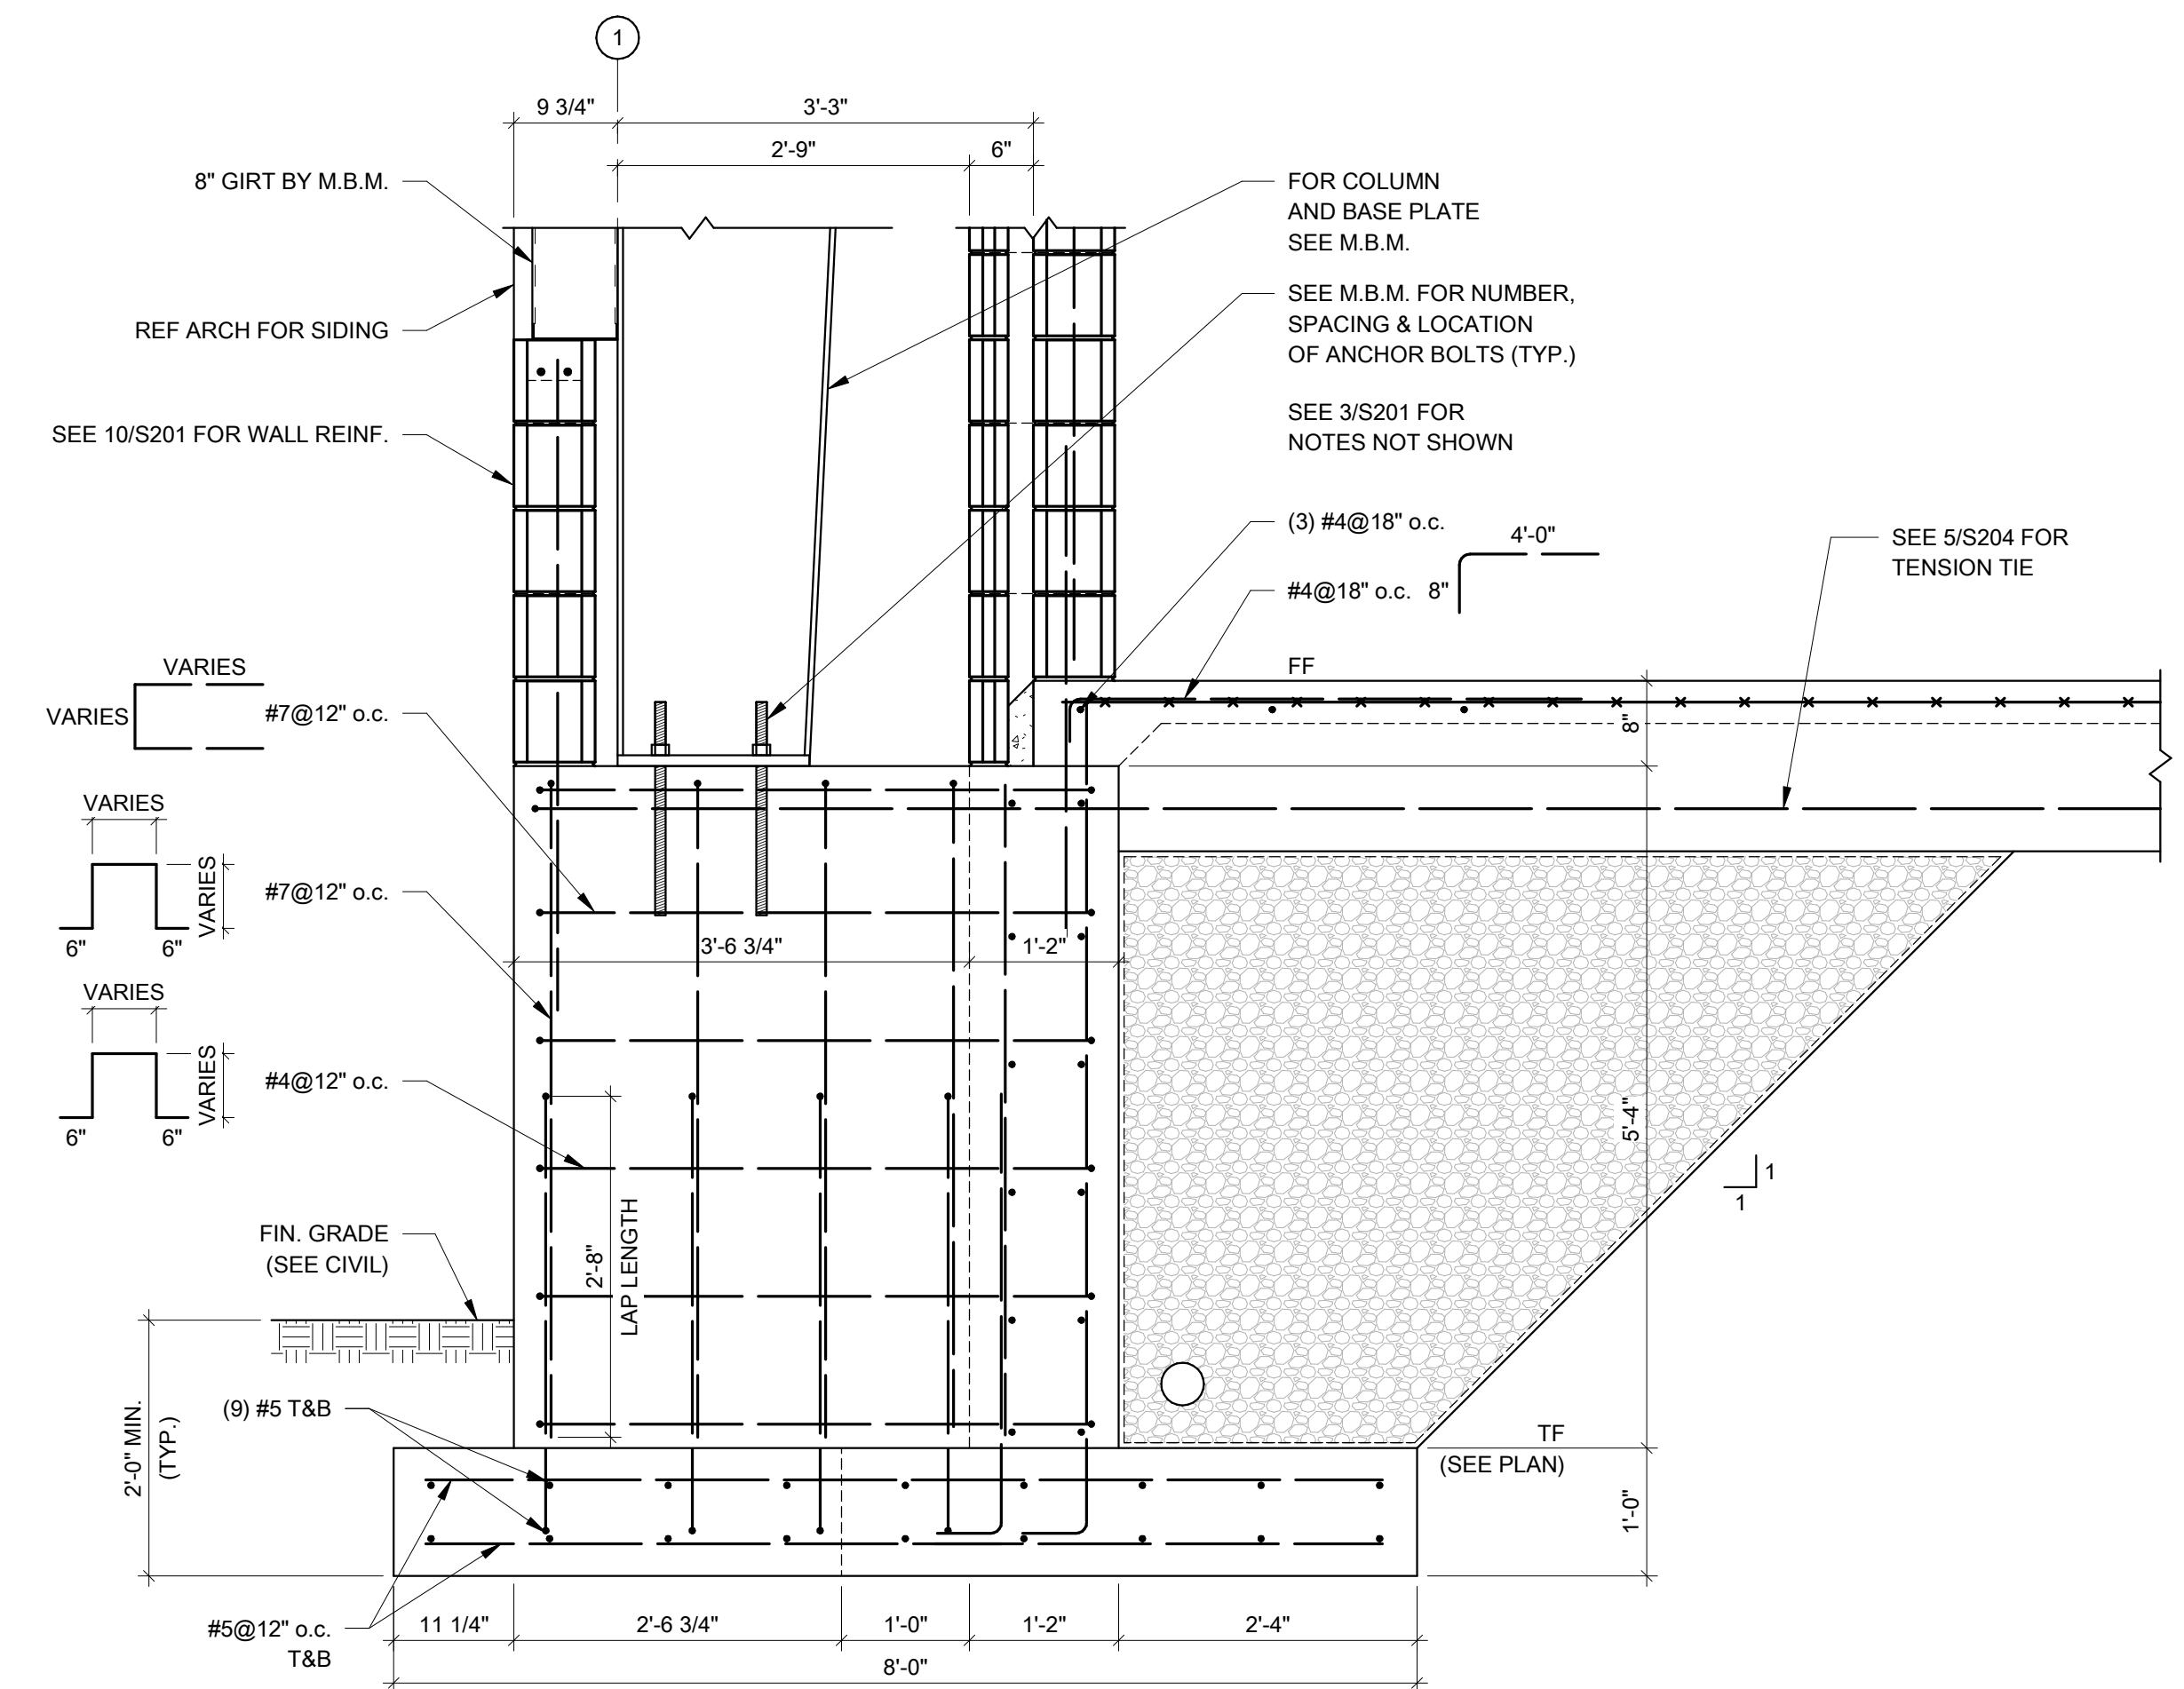 1
9 3/4"
3'-3"
2'-9"
6"
8" GIRT BY M.B.M.
REF ARCH FOR SIDING
SEE 10/S201 FOR WALL REINF.
FOR COLUMN
AND BASE PLATE
SEE M.B.M.
SEE M.B.M. FOR NUMBER,
SPACING & LOCATION
OF ANCHOR BOLTS (TYP.)
SEE 3/S201 FOR
NOTES NOT SHOWN
(3) #4@18" o.c.
4'-0"
#4@18" o.c.
8"
SEE 5/S204 FOR
TENSION TIE
FF
8"
VARIES
VARIES
#7@12" o.c.
VARIES
VARIES
6"
6"
#7@12" o.c.
3'-6 3/4"
1'-2"
VARIES
VARIES
6"
6"
#4@12" o.c.
5'-4"
1
1
2'-8"
LAP LENGTH
FIN. GRADE
(SEE CIVIL)
2'-0" MIN.
(TYP.)
(9) #5 T&B
TF
(SEE PLAN)
1'-0"
#5@12" o.c.
T&B
11 1/4"
2'-6 3/4"
1'-0"
1'-2"
2'-4"
8'-0"